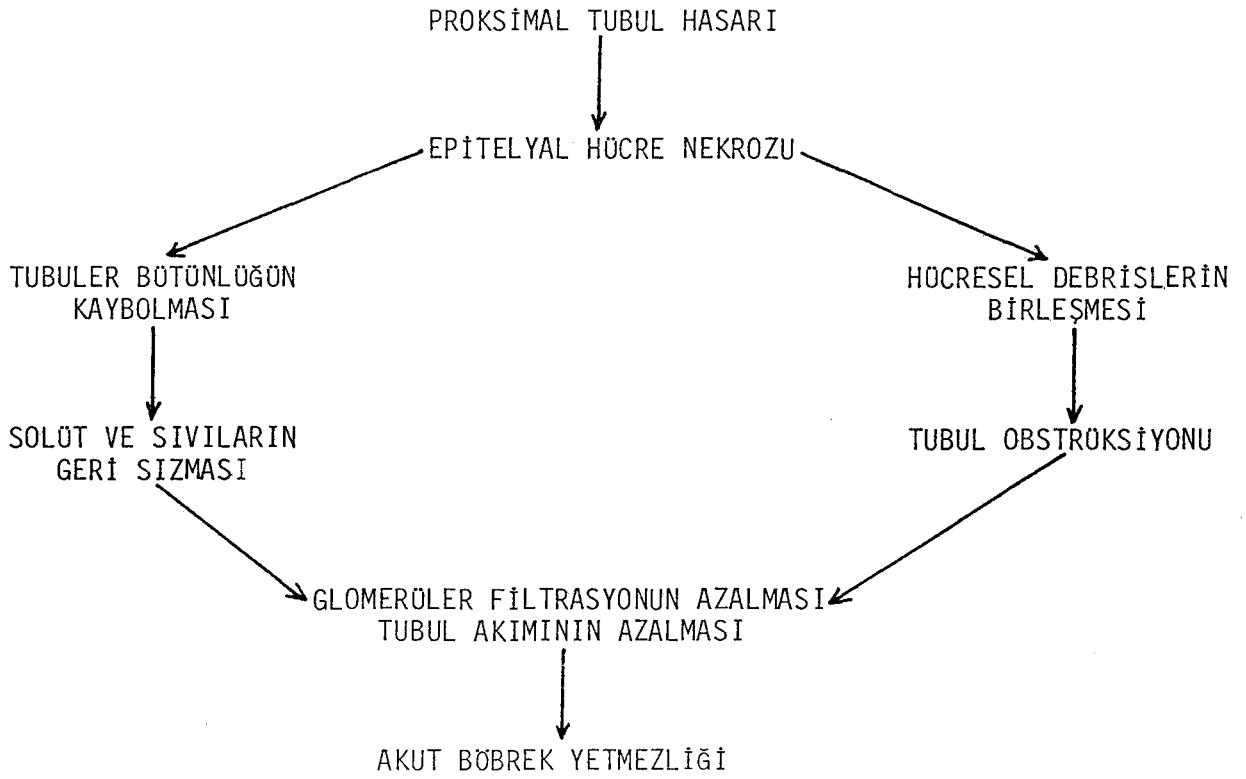 PROKSİMAL TUBUL HASARI
EPİTELYAL HÜCRE NEKROZU
TUBULER BÜTÜNLÜĞÜN
KAYBOLMASI
HÜCRESEL DEBRİSLERİN
BİRLEŞMESİ
SOLÜT VE SIVILARIN
GERİ SIZMASI
TUBUL OBSTRÜKSİYONU
GLOMERÜLER FİLTRASYONUN AZALMASI
TUBUL AKIMININ AZALMASI
AKUT BÖBREK YETMEZLİĞİ